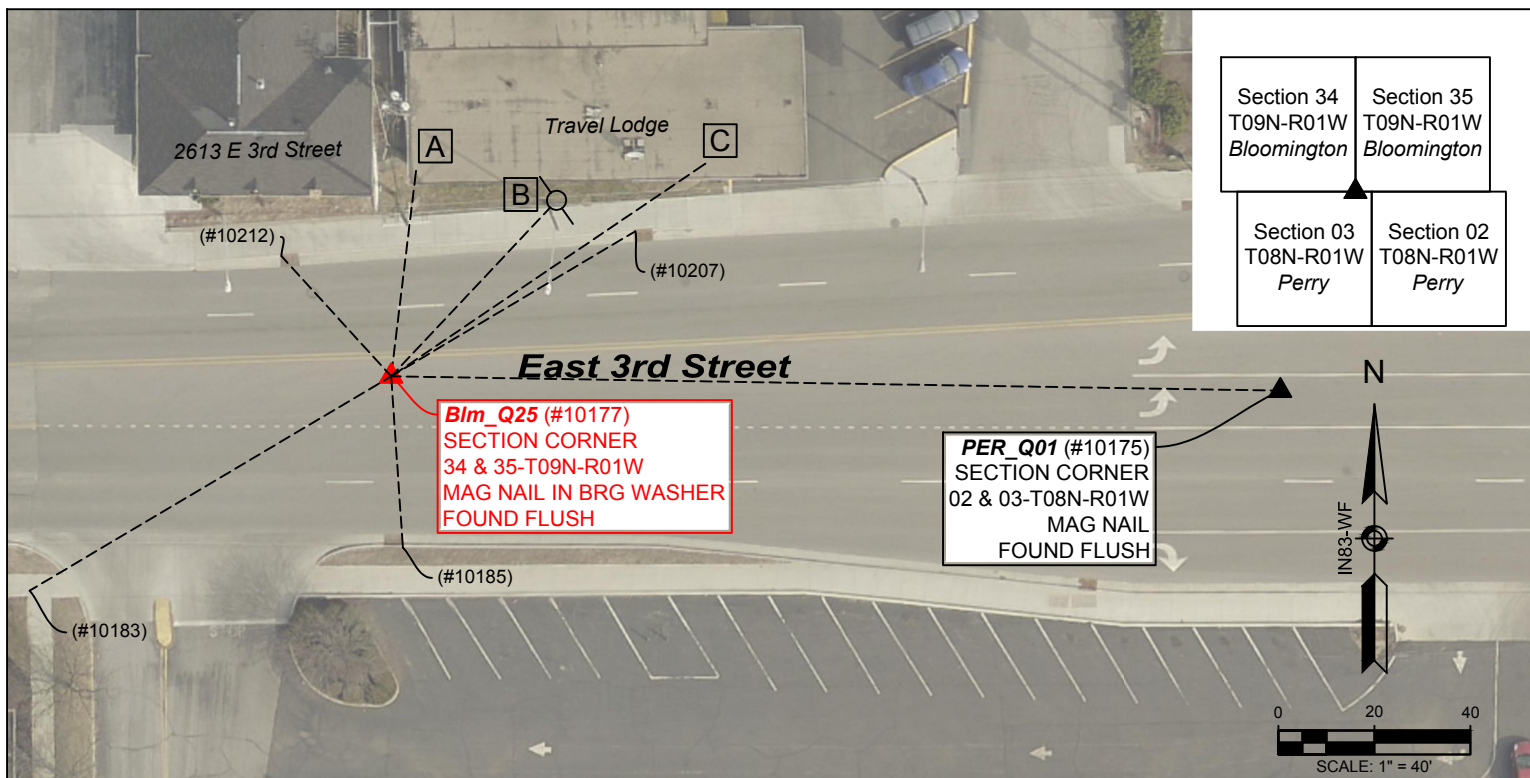 Section 34
T09N-R01W
Bloomington
Section 35
T09N-R01W
Bloomington
Section 03
T08N-R01W
Perry
Section 02
T08N-R01W
Perry
2613 E 3rd Street
A
Travel Lodge
C
B
(#10212)
(#10207)
East 3rd Street
N
Blm_Q25 (#10177)
SECTION CORNER
34 & 35-T09N-R01W
MAG NAIL IN BRG WASHER
FOUND FLUSH
PER_Q01 (#10175)
SECTION CORNER
02 & 03-T08N-R01W
MAG NAIL
FOUND FLUSH
IN83-WF
(#10185)
(#10183)
STOP
0 20 40
SCALE: 1" = 40'